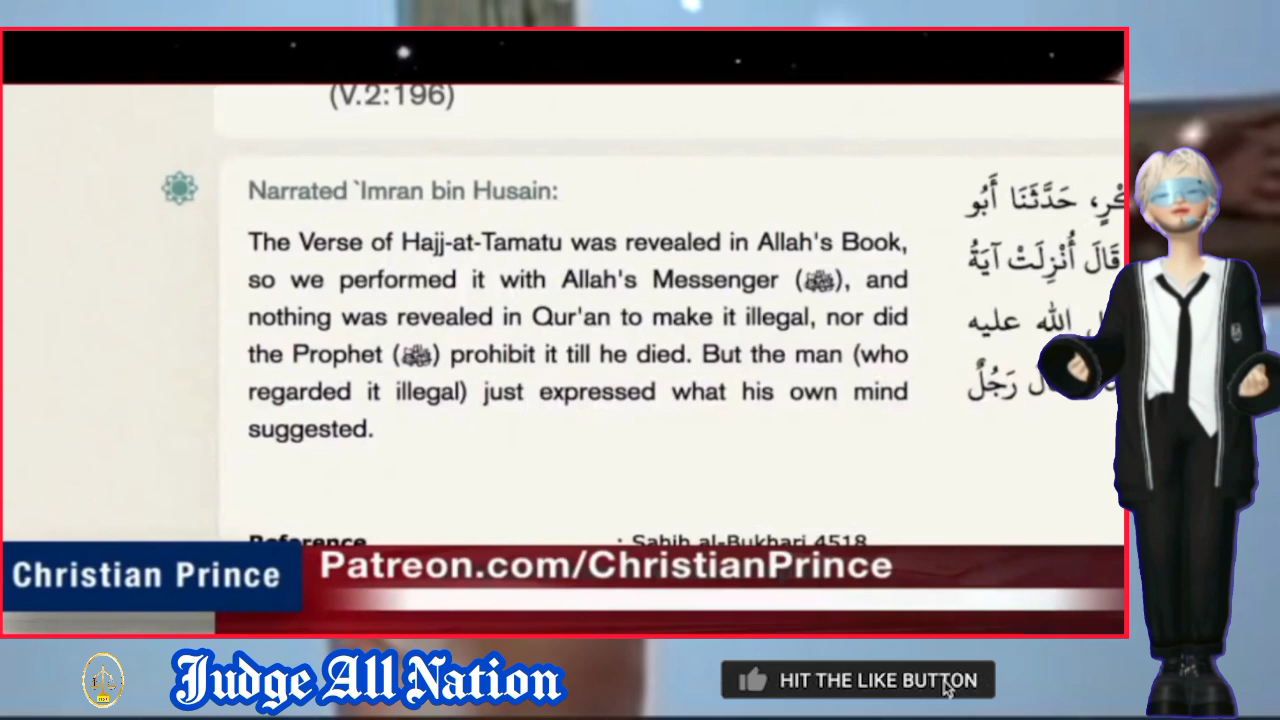 (V.2:196)
Narrated `Imran bin Husain:
The Verse of Hajj-at-Tamatu was revealed in Allah's Book,
so we performed it with Allah's Messenger (ﷺ), and
nothing was revealed in Qur'an to make it illegal, nor did
the Prophet (ﷺ) prohibit it till he died. But the man (who
regarded it illegal) just expressed what his own mind
suggested.
حَدَّثَنَا أَبُو
قَالَ أُنْزِلَتْ آيَةُ
الله عليه
رَجُلٌ
Reference : Sahih al-Bukhari 4518
Christian Prince
Patreon.com/ChristianPrince
Judge All Nation
HIT THE LIKE BUTTON